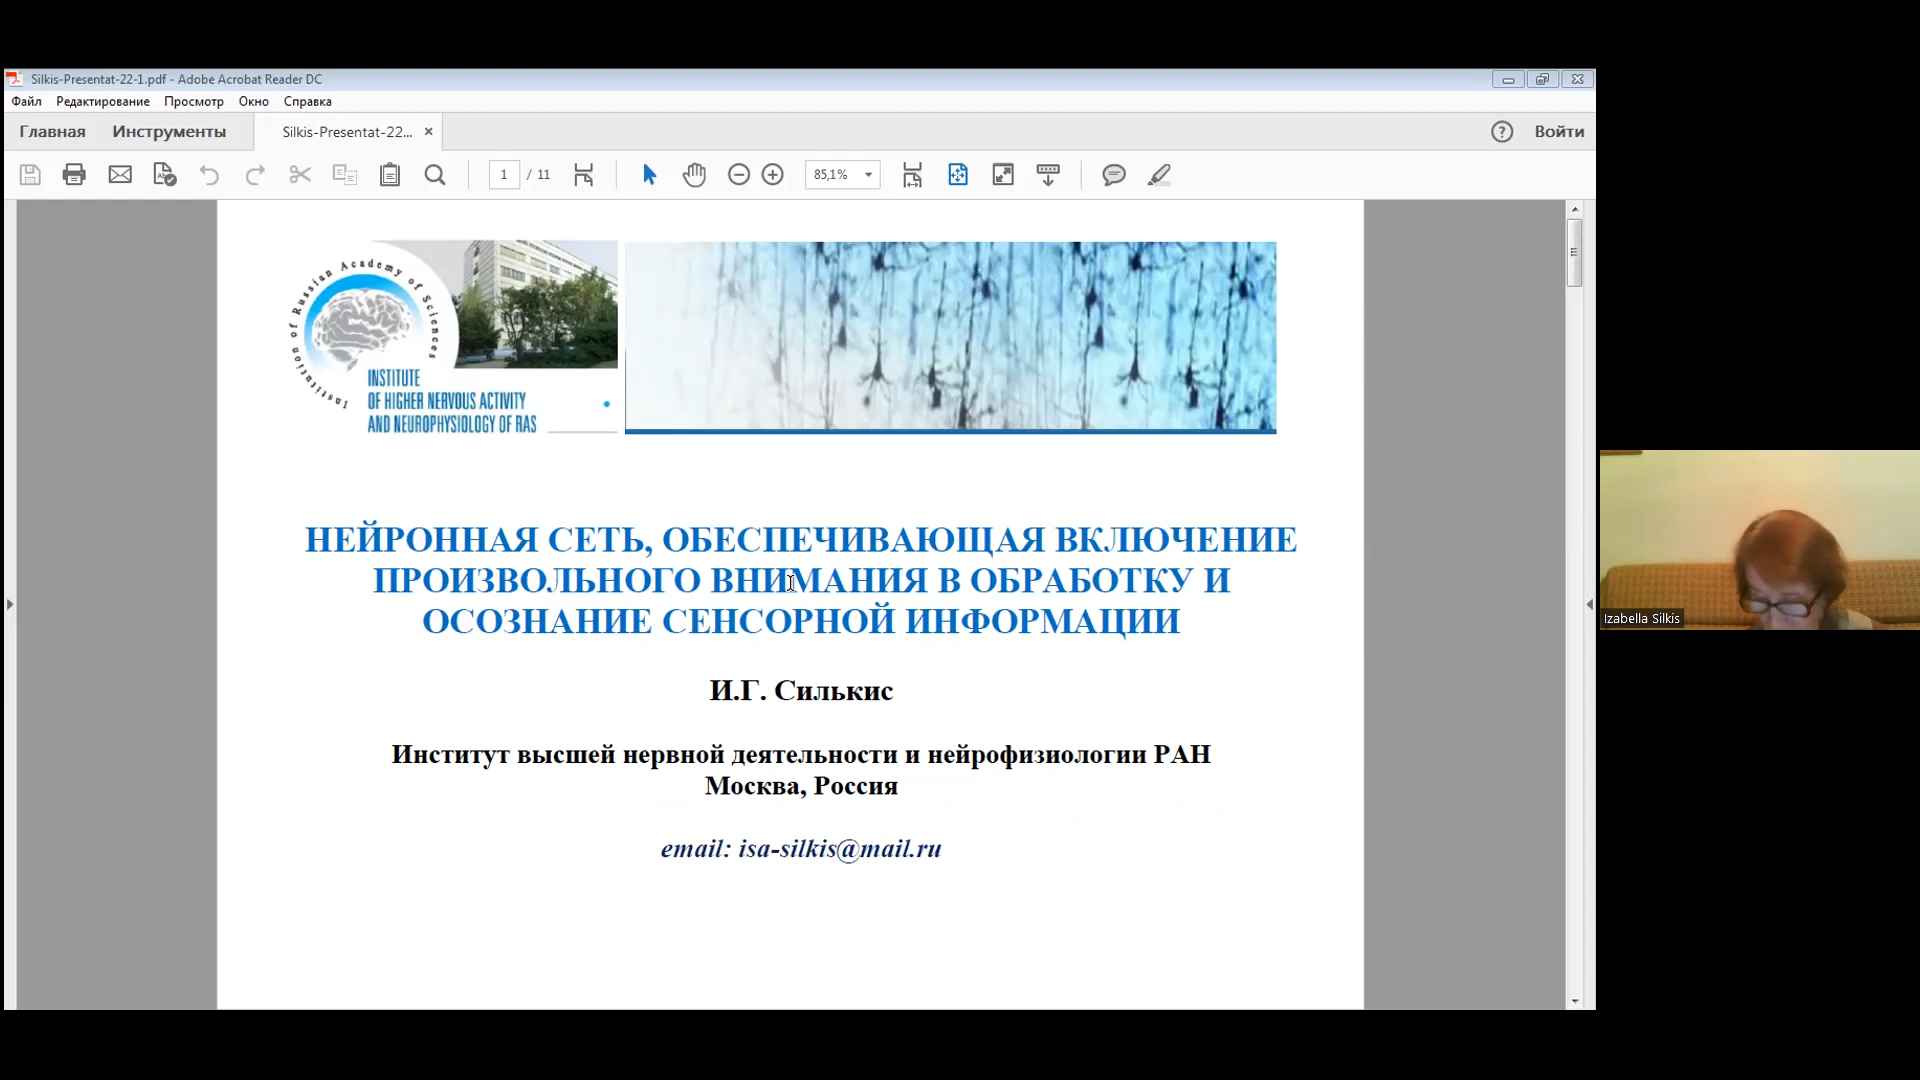 Silkis-Presentat-22-1.pdf - Adobe Acrobat Reader DC
Файл Редактирование Просмотр Окно Справка
Главная Инструменты Silkis-Presentat-22... Войти
1 / 11 85,1%
Institution of Russian Academy of Sciences
INSTITUTE
OF HIGHER NERVOUS ACTIVITY
AND NEUROPHYSIOLOGY OF RAS
НЕЙРОННАЯ СЕТЬ, ОБЕСПЕЧИВАЮЩАЯ ВКЛЮЧЕНИЕ
ПРОИЗВОЛЬНОГО ВНИМАНИЯ В ОБРАБОТКУ И
ОСОЗНАНИЕ СЕНСОРНОЙ ИНФОРМАЦИИ
И.Г. Силькис
Институт высшей нервной деятельности и нейрофизиологии РАН
Москва, Россия
email: isa-silkis@mail.ru
Izabella Silkis